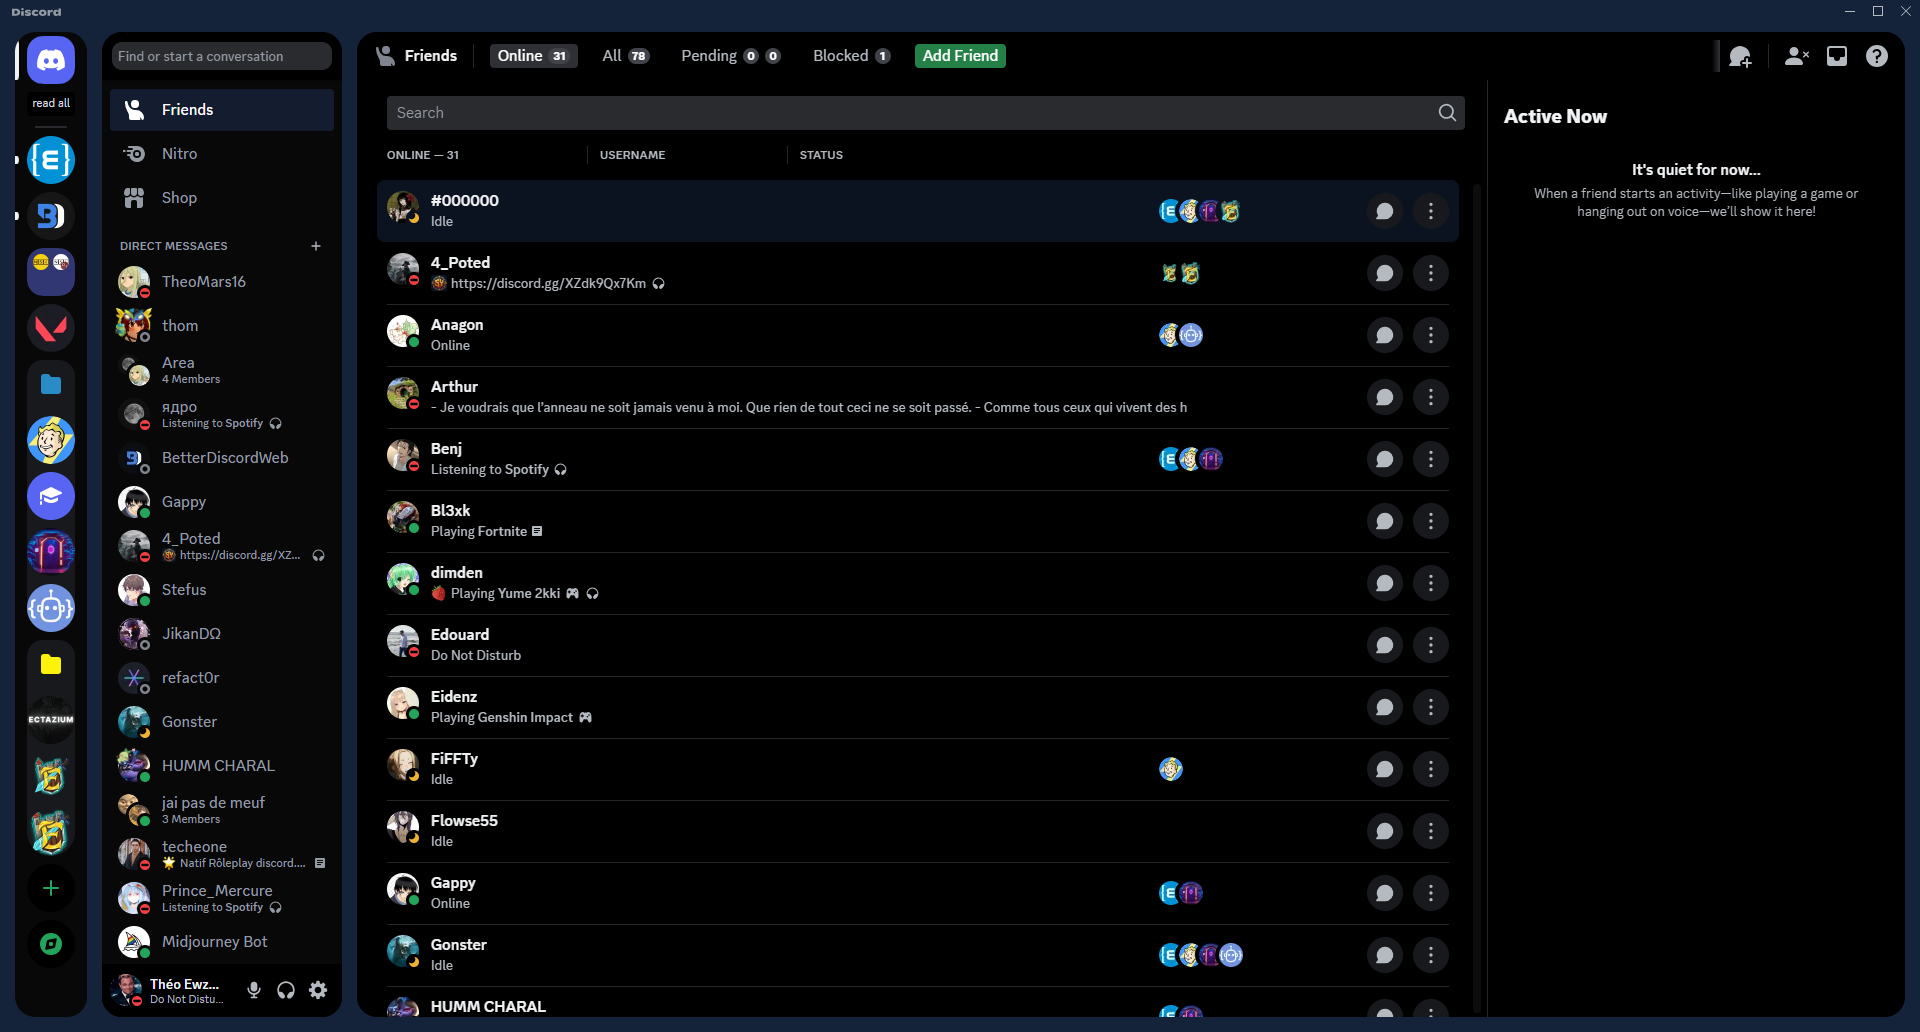 Discord
read all
ECTAZIUM
Find or start a conversation
Friends
Nitro
Shop
DIRECT MESSAGES
TheoMars16
thom
Area
4 Members
ядро
Listening to Spotify
BetterDiscordWeb
Gappy
4_Poted
https://discord.gg/XZ...
Stefus
JikanDΩ
refact0r
Gonster
HUMM CHARAL
jai pas de meuf
3 Members
techeone
Natif Rôleplay discord....
Prince_Mercure
Listening to Spotify
Midjourney Bot
Théo Ewz...
Do Not Distu...
Friends
Online 31
All 78
Pending 0 0
Blocked 1
Add Friend
Search
ONLINE — 31
USERNAME
STATUS
#000000
Idle
4_Poted
https://discord.gg/XZdk9Qx7Km
Anagon
Online
Arthur
- Je voudrais que l'anneau ne soit jamais venu à moi. Que rien de tout ceci ne se soit passé. - Comme tous ceux qui vivent des h
Benj
Listening to Spotify
Bl3xk
Playing Fortnite
dimden
Playing Yume 2kki
Edouard
Do Not Disturb
Eidenz
Playing Genshin Impact
FiFFTy
Idle
Flowse55
Idle
Gappy
Online
Gonster
Idle
HUMM CHARAL
Active Now
It's quiet for now...
When a friend starts an activity—like playing a game or
hanging out on voice—we'll show it here!